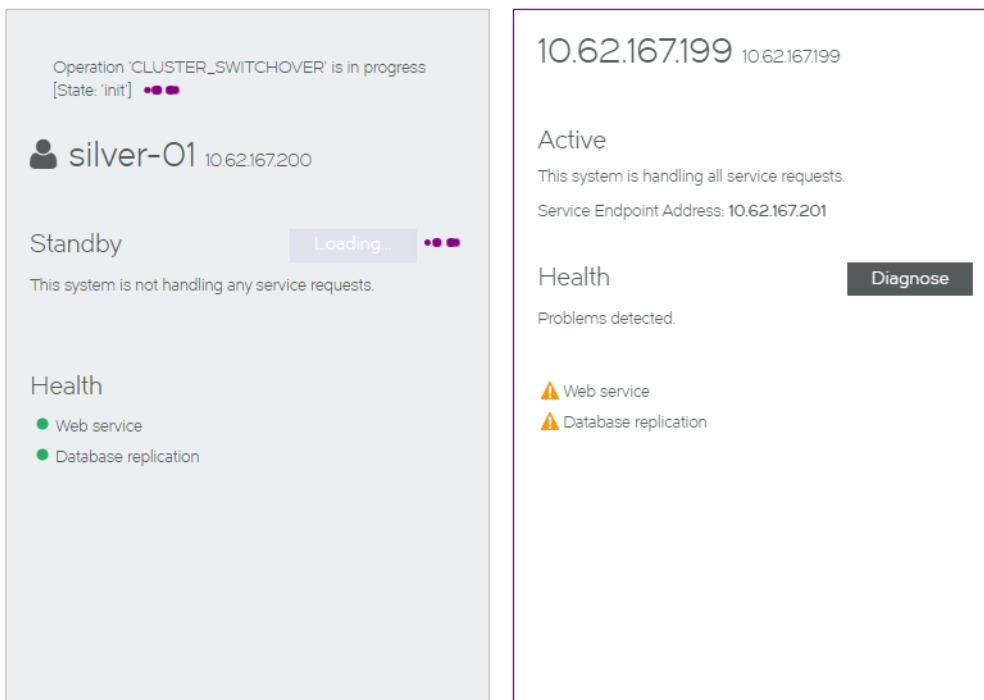 Operation 'CLUSTER_SWITCHOVER' is in progress
[State: 'init']
silver-01 10.62.167.200
Standby
Loading...
This system is not handling any service requests.
Health
Web service
Database replication
10.62.167.199 10.62.167.199
Active
This system is handling all service requests.
Service Endpoint Address: 10.62.167.201
Health
Diagnose
Problems detected.
Web service
Database replication